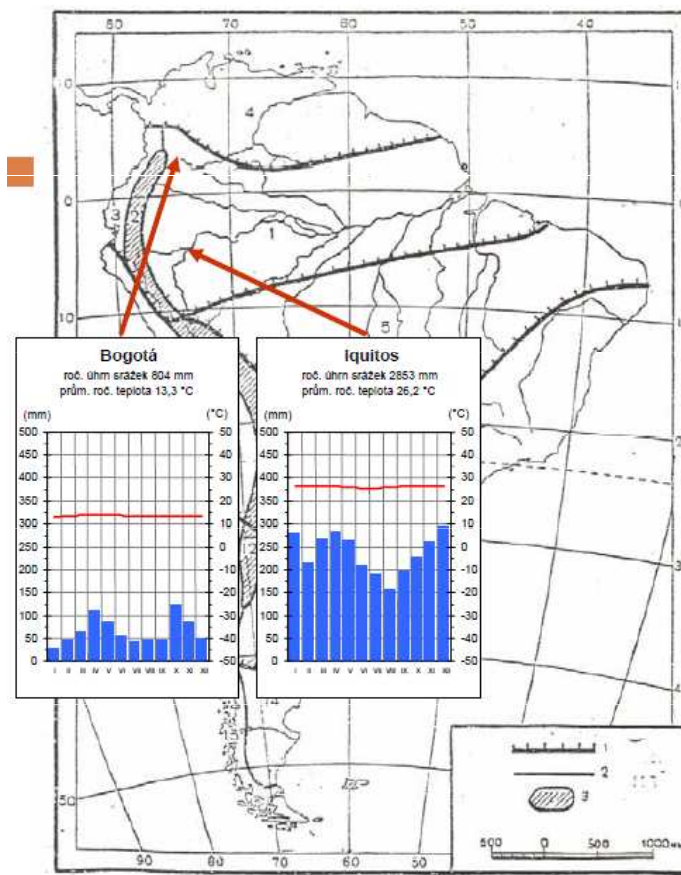 80 70 60 50 40
10
4
0
3
2
1
10
5
Bogotá
roč. úhrn srážek 804 mm
prům. roč. teplota 13,3 °C
(mm) (°C)
500 50
450 40
400 30
350 20
300 10
250 0
200 -10
150 -20
100 -30
50 -40
0 -50
I II III IV V VI VII VIII IX X XI XII
Iquitos
roč. úhrn srážek 2853 mm
prům. roč. teplota 26,2 °C
(mm) (°C)
500 50
450 40
400 30
350 20
300 10
250 0
200 -10
150 -20
100 -30
50 -40
0 -50
I II III IV V VI VII VIII IX X XI XII
12
14
13
50
1
2
3
500 0 500 1000
90 80 70 60 50